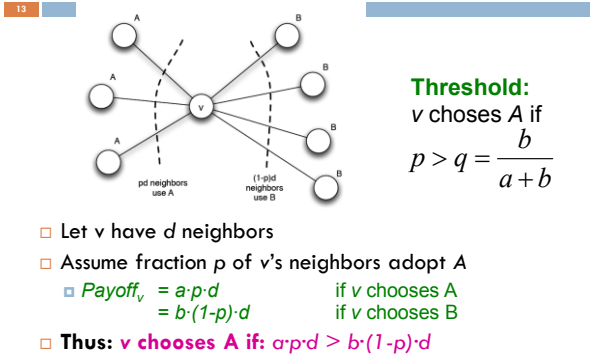 13
A
B
A
B
v
B
A
B
pd neighbors
use A
(1-p)d
neighbors
use B
Threshold:
v choses A if
p > q = b / a + b
Let v have d neighbors
Assume fraction p of v's neighbors adopt A
Payoffv = a·p·d if v chooses A
= b·(1-p)·d if v chooses B
Thus: v chooses A if: a·p·d > b·(1-p)·d